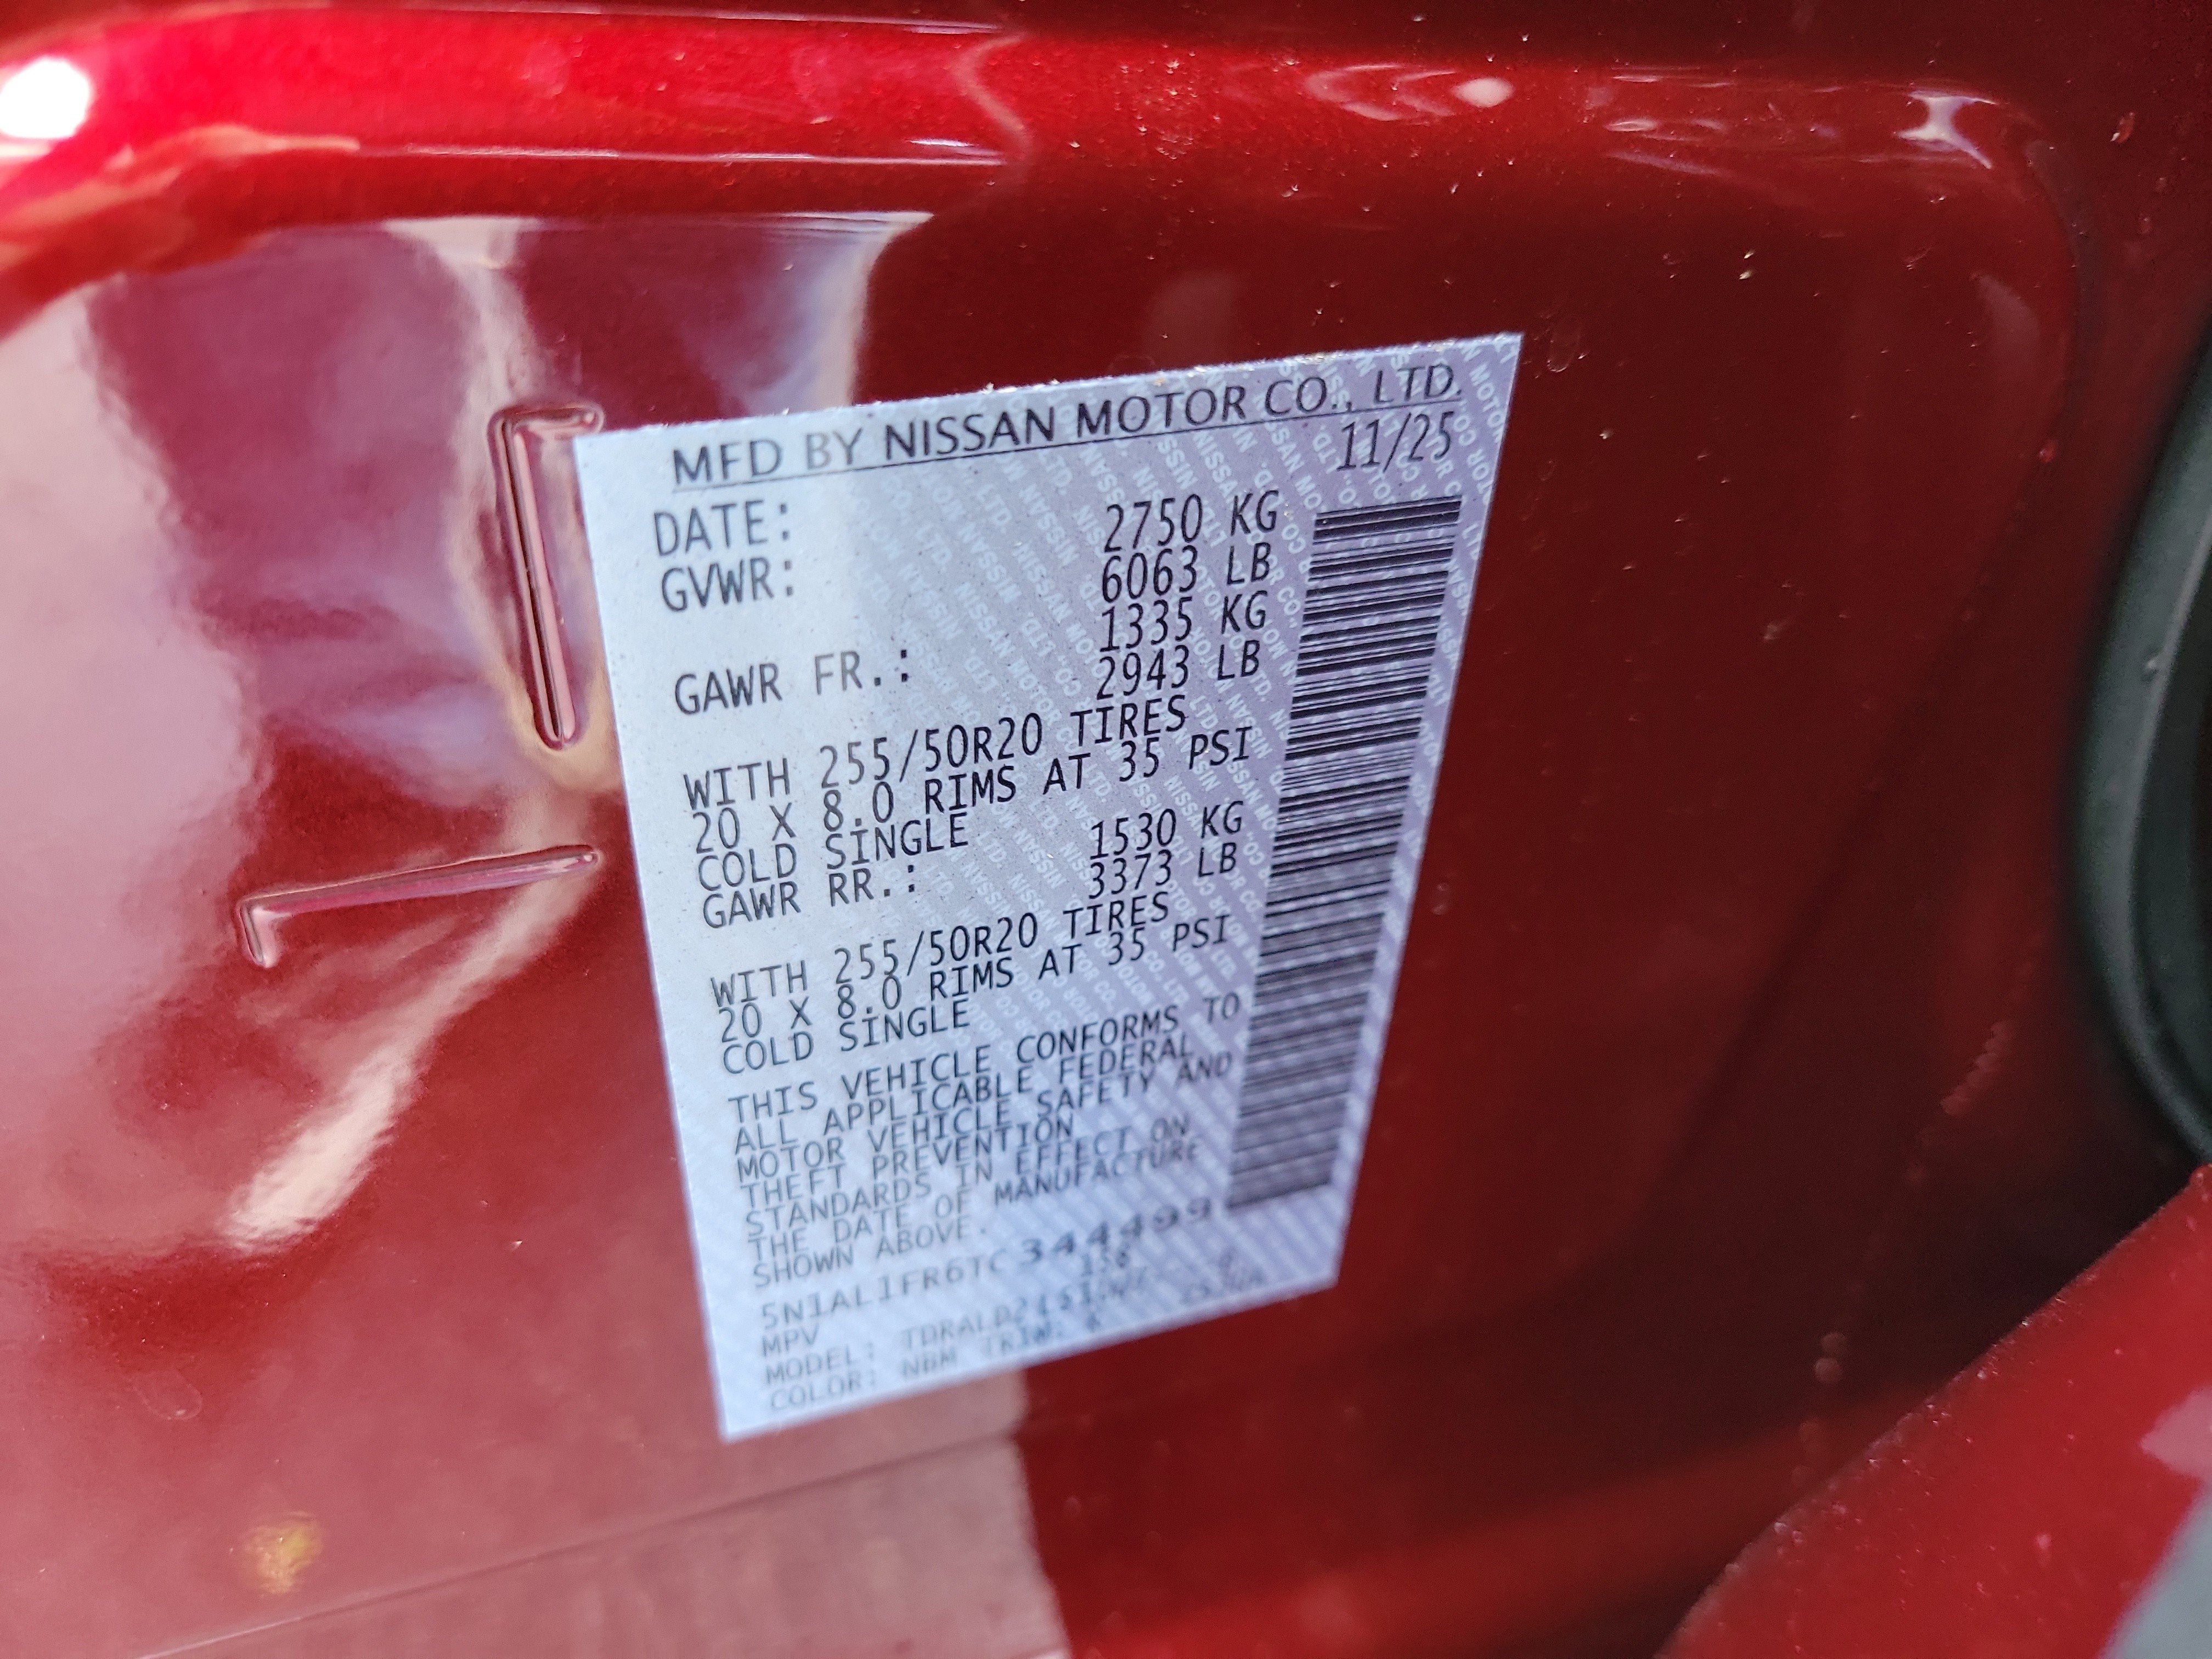 MFD BY NISSAN MOTOR CO., LTD.
DATE: 11/25
GVWR: 2750 KG
6063 LB
GAWR FR.: 1335 KG
2943 LB
WITH 255/50R20 TIRES
20 X 8.0 RIMS AT 35 PSI
COLD SINGLE
GAWR RR.: 1530 KG
3373 LB
WITH 255/50R20 TIRES
20 X 8.0 RIMS AT 35 PSI
COLD SINGLE
THIS VEHICLE CONFORMS TO
ALL APPLICABLE FEDERAL
MOTOR VEHICLE SAFETY AND
THEFT PREVENTION
STANDARDS IN EFFECT ON
THE DATE OF MANUFACTURE
SHOWN ABOVE.
5N1AL1FR6TC344499
MPV 156
MODEL:
COLOR: NBM TRIM: K